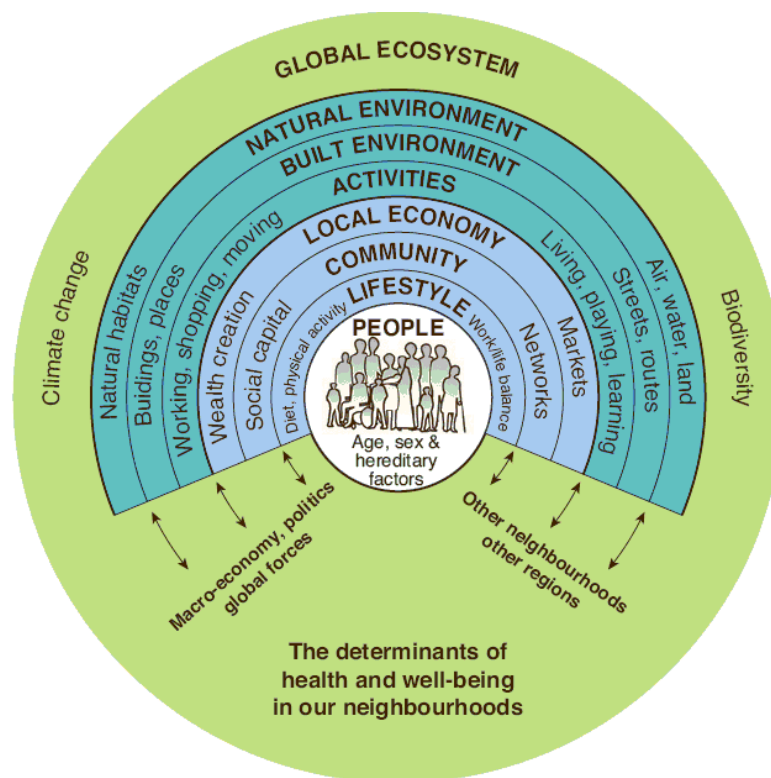 GLOBAL ECOSYSTEM
NATURAL ENVIRONMENT
BUILT ENVIRONMENT
ACTIVITIES
LOCAL ECONOMY
COMMUNITY
LIFESTYLE
PEOPLE
Age, sex &
hereditary
factors
Climate change
Natural habitats
Buidings, places
Working, shopping, moving
Wealth creation
Social capital
Diet, physical activity
Work/life balance
Networks
Markets
Living, playing, learning
Streets, routes
Air, water, land
Biodiversity
Macro-economy, politics
global forces
Other neighbourhoods
other regions
The determinants of
health and well-being
in our neighbourhoods